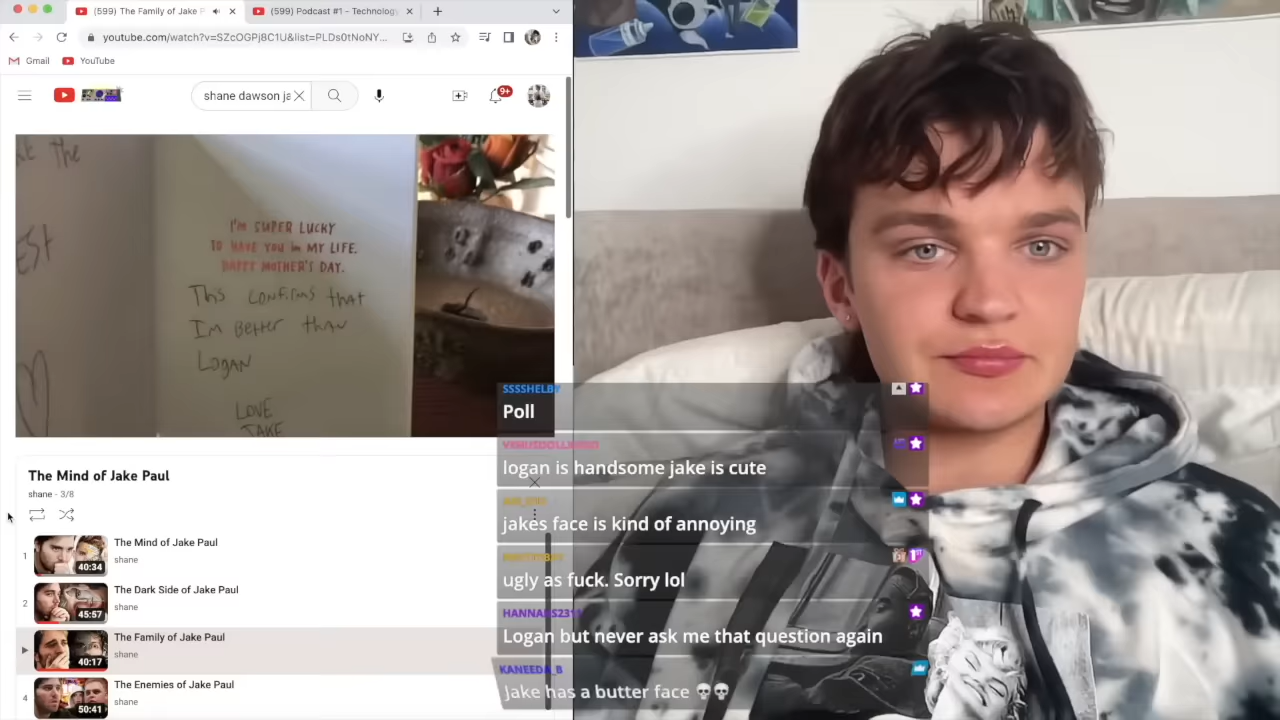 (599) The Family of Jake P
(599) Podcast #1 - Technology
youtube.com/watch?v=SZcOGPj8C1U&list=PLDs0tNoNY...
Gmail
YouTube
shane dawson ja
9+
I'M SUPER LUCKY
TO HAVE YOU in MY LIFE.
HAPPY MOTHER'S DAY.
This confirms that
I'm Better than
Logan
LOVE
JAKE
The Mind of Jake Paul
shane - 3/8
1
The Mind of Jake Paul
shane
40:34
2
The Dark Side of Jake Paul
shane
45:57
The Family of Jake Paul
shane
40:17
4
The Enemies of Jake Paul
shane
50:41
SSSSHELBY
Poll
logan is handsome jake is cute
jakes face is kind of annoying
ugly as fuck. Sorry lol
HANNAHS2311
Logan but never ask me that question again
KANEEDA_B
jake has a butter face 💀💀